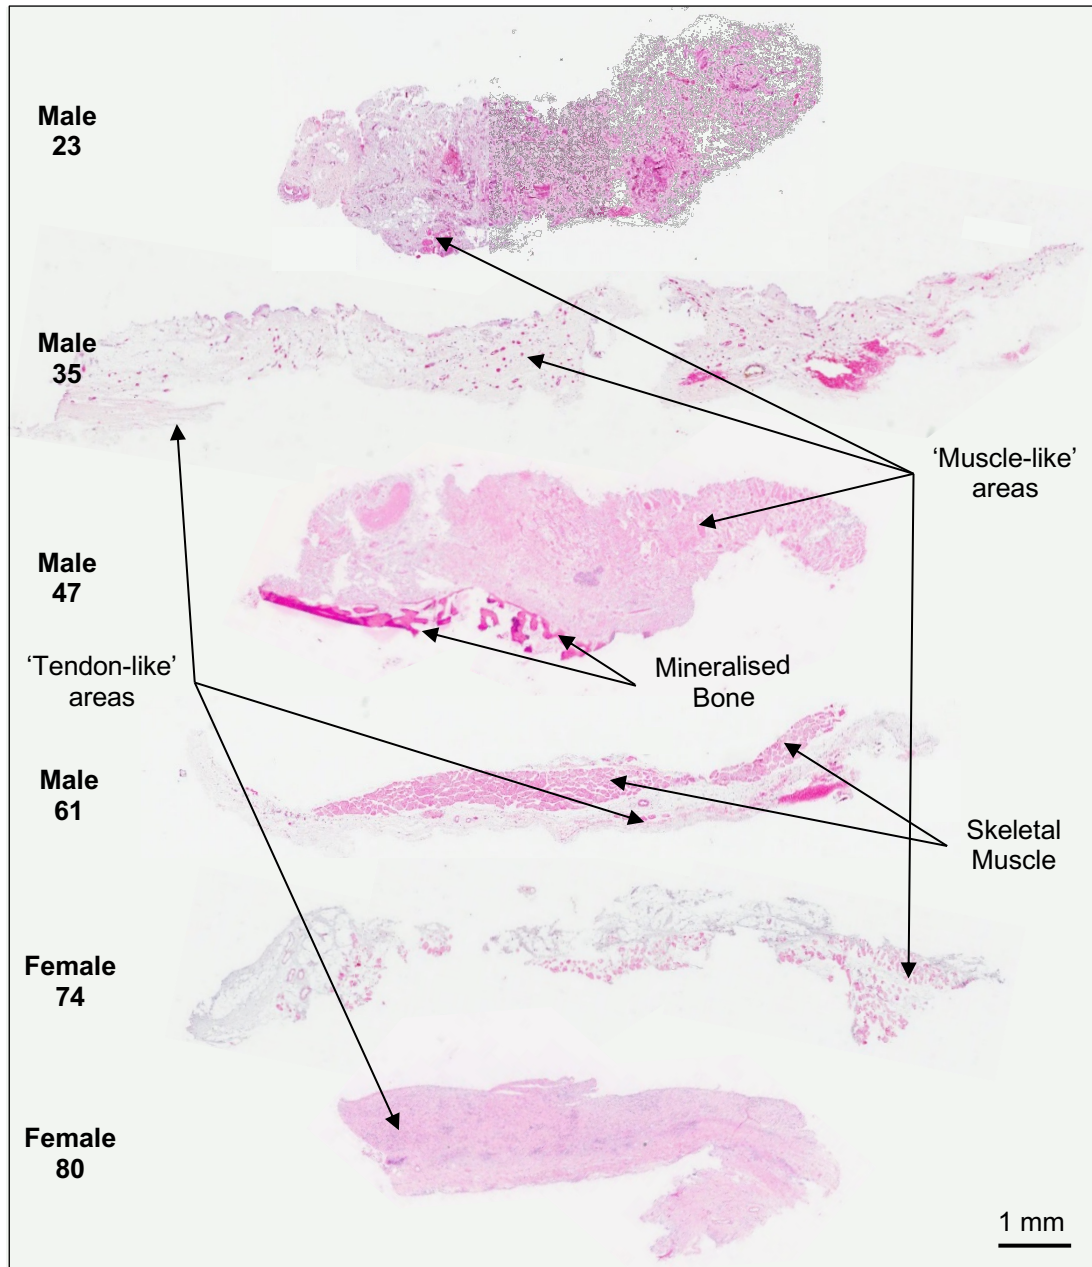 Male
23
Male
35
‘Muscle-like’
areas
Male
47
‘Tendon-like’
areas
Mineralised
Bone
Male
61
Skeletal
Muscle
Female
74
Female
80
1 mm